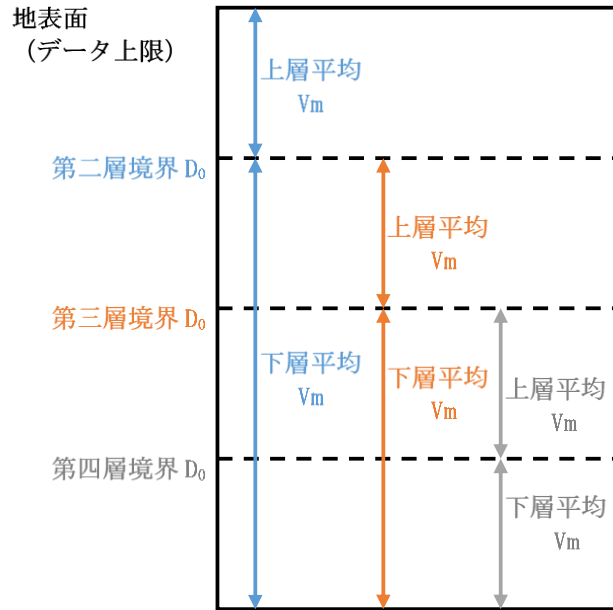 地表面
（データ上限）
上層平均
Vm
第二層境界 D₀
上層平均
Vm
第三層境界 D₀
下層平均
Vm
下層平均
Vm
上層平均
Vm
第四層境界 D₀
下層平均
Vm